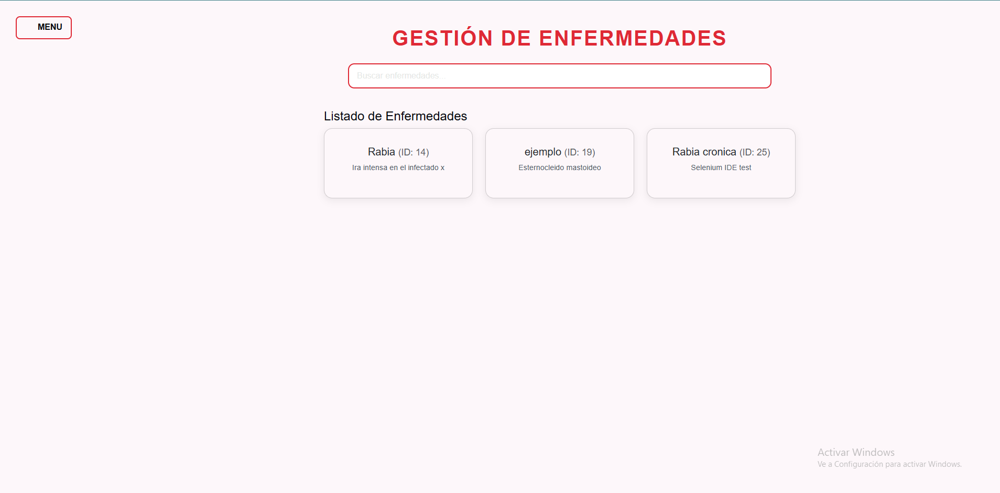 MENU
GESTIÓN DE ENFERMEDADES
Buscar enfermedades...
Listado de Enfermedades
Rabia (ID: 14)
Ira intensa en el infectado x
ejemplo (ID: 19)
Esternocleido mastoideo
Rabia cronica (ID: 25)
Selenium IDE test
Activar Windows
Ve a Configuración para activar Windows.